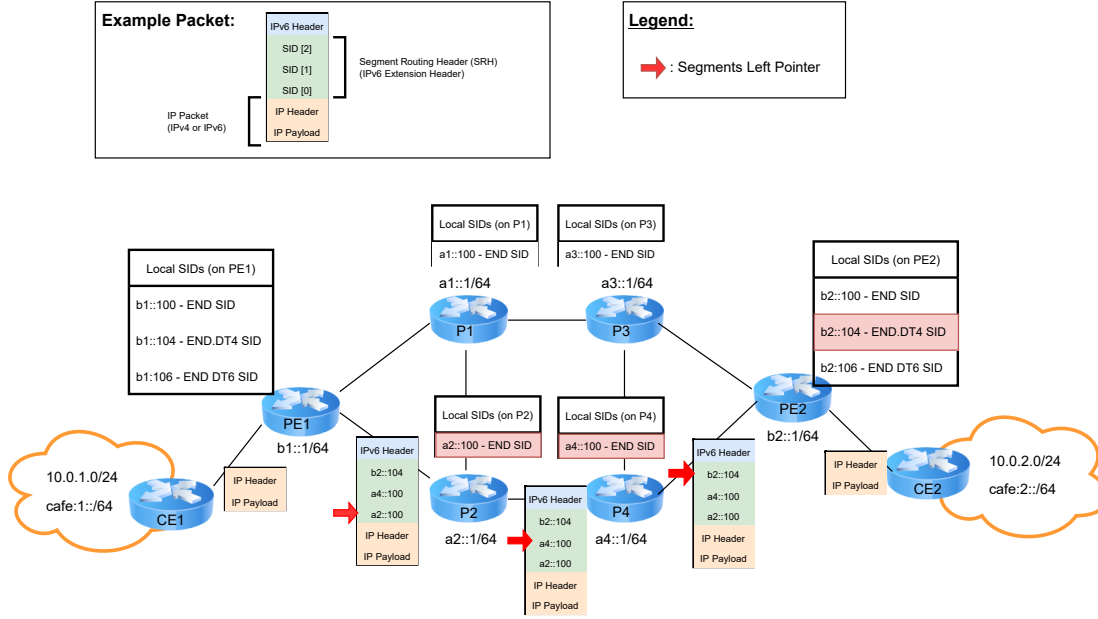 Example Packet:
IPv6 Header
SID [2]
SID [1]
SID [0]
IP Header
IP Payload
Segment Routing Header (SRH)
(IPv6 Extension Header)
IP Packet
(IPv4 or IPv6)
Legend:
: Segments Left Pointer
Local SIDs (on P1)
a1::100 - END SID
a1::1/64
P1
Local SIDs (on P3)
a3::100 - END SID
a3::1/64
P3
Local SIDs (on PE1)
b1::100 - END SID
b1::104 - END.DT4 SID
b1:106 - END DT6 SID
PE1
b1::1/64
Local SIDs (on PE2)
b2::100 - END SID
b2::104 - END.DT4 SID
b2:106 - END DT6 SID
PE2
b2::1/64
Local SIDs (on P2)
a2::100 - END SID
P2
a2::1/64
Local SIDs (on P4)
a4::100 - END SID
P4
a4::1/64
10.0.1.0/24
cafe:1::/64
CE1
IP Header
IP Payload
IPv6 Header
b2::104
a4::100
a2::100
IP Header
IP Payload
IPv6 Header
b2::104
a4::100
a2::100
IP Header
IP Payload
IPv6 Header
b2::104
a4::100
a2::100
IP Header
IP Payload
IP Header
IP Payload
10.0.2.0/24
cafe:2::/64
CE2